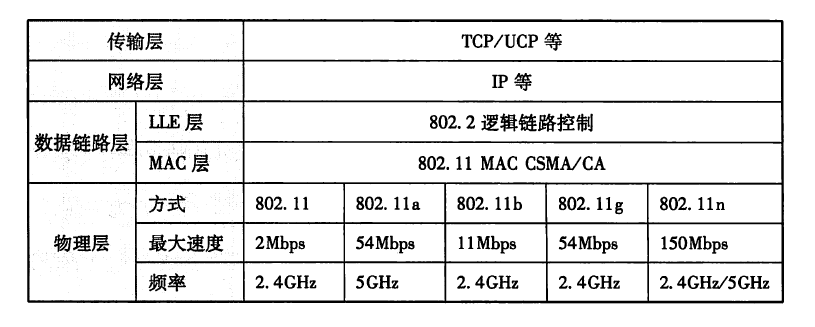 传输层 TCP/UCP 等
网络层 IP 等
数据链路层 LLE 层 802.2 逻辑链路控制
MAC 层 802.11 MAC CSMA/CA
物理层 方式 802.11 802.11a 802.11b 802.11g 802.11n
最大速度 2Mbps 54Mbps 11Mbps 54Mbps 150Mbps
频率 2.4GHz 5GHz 2.4GHz 2.4GHz 2.4GHz/5GHz